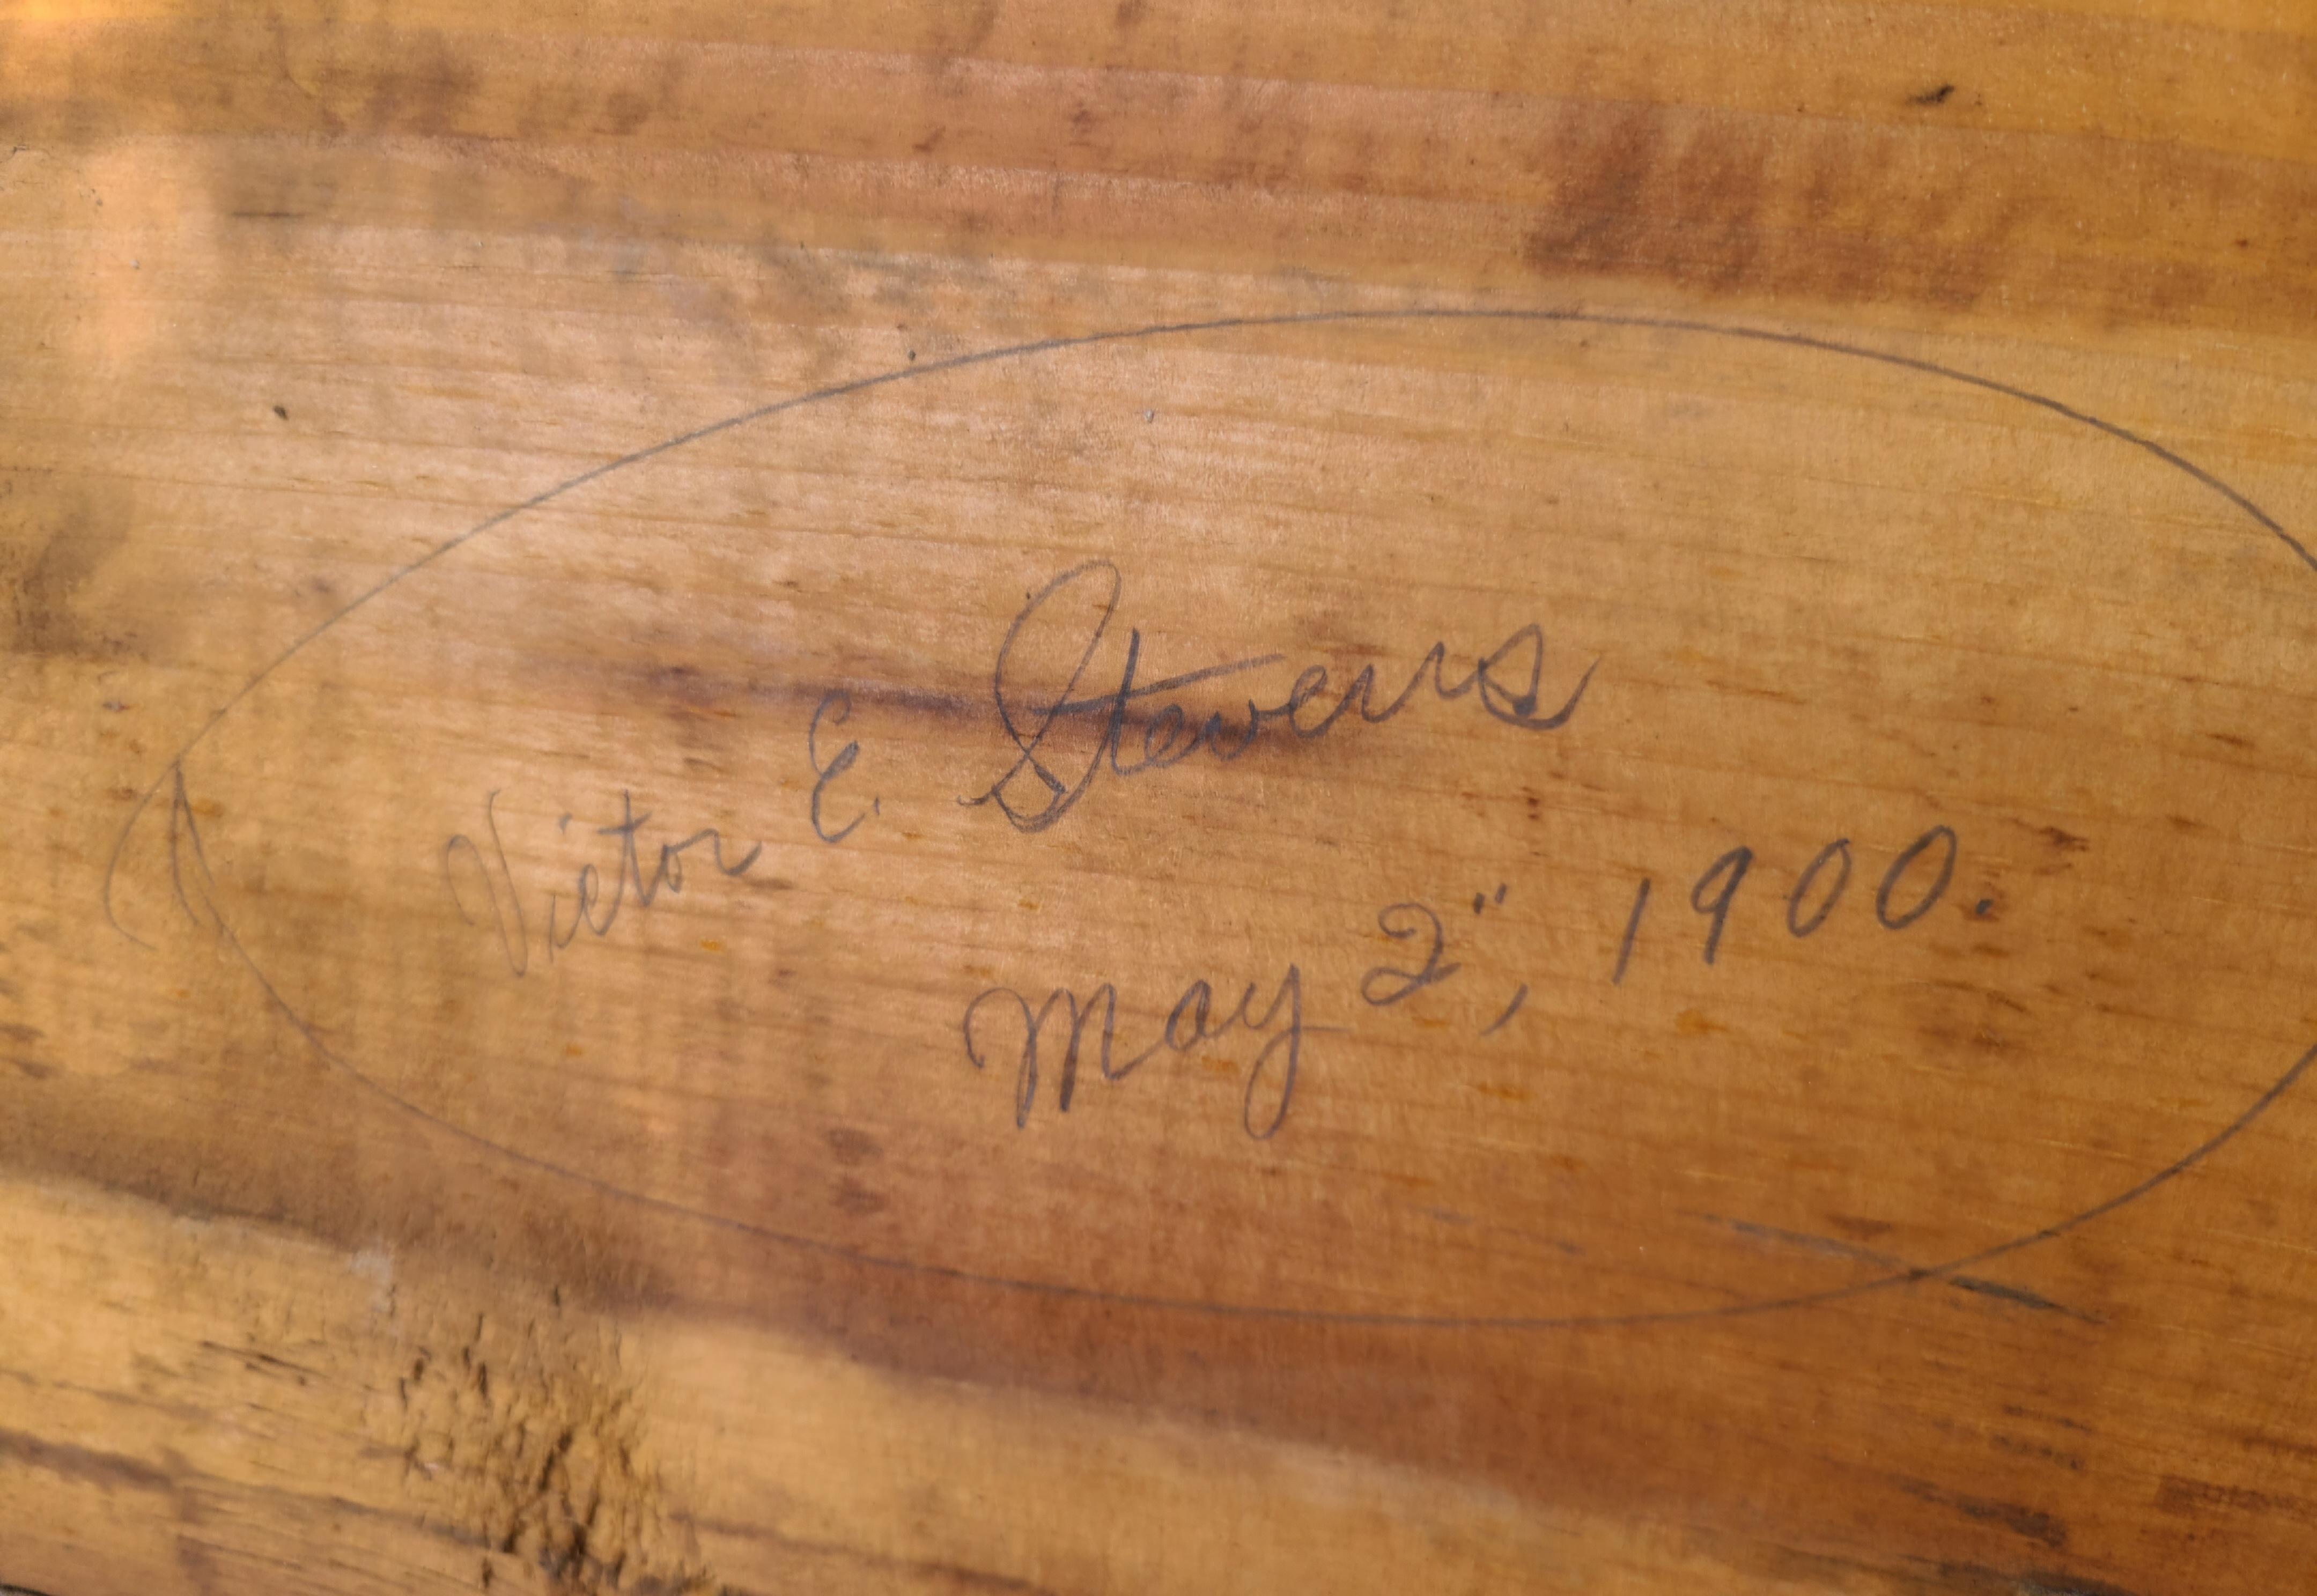 Victor E. Stevens
May 2", 1900.